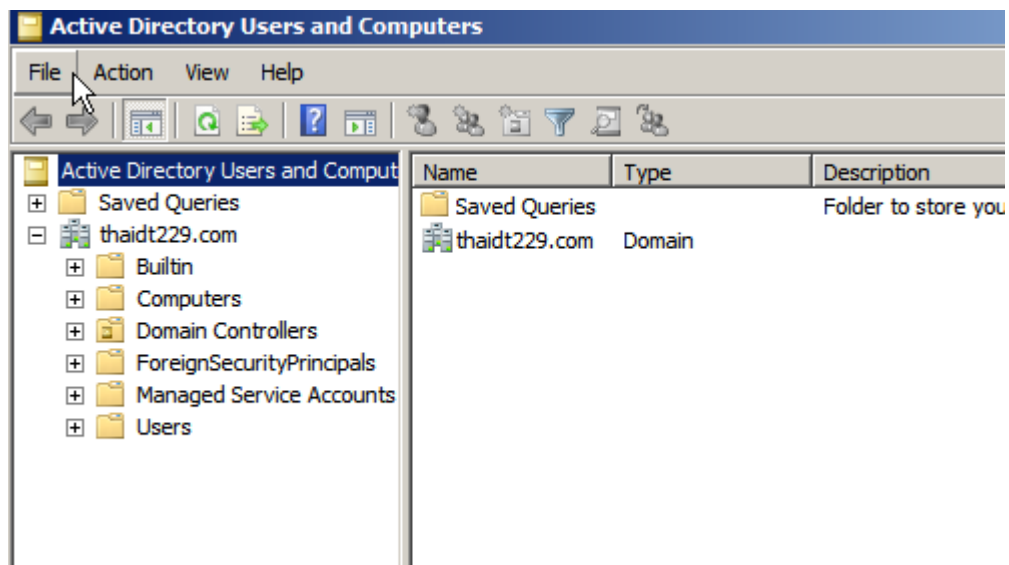 Active Directory Users and Computers
File Action View Help
Active Directory Users and Comput
Saved Queries
thaidt229.com
Builtin
Computers
Domain Controllers
ForeignSecurityPrincipals
Managed Service Accounts
Users
Name Type Description
Saved Queries Folder to store you
thaidt229.com Domain